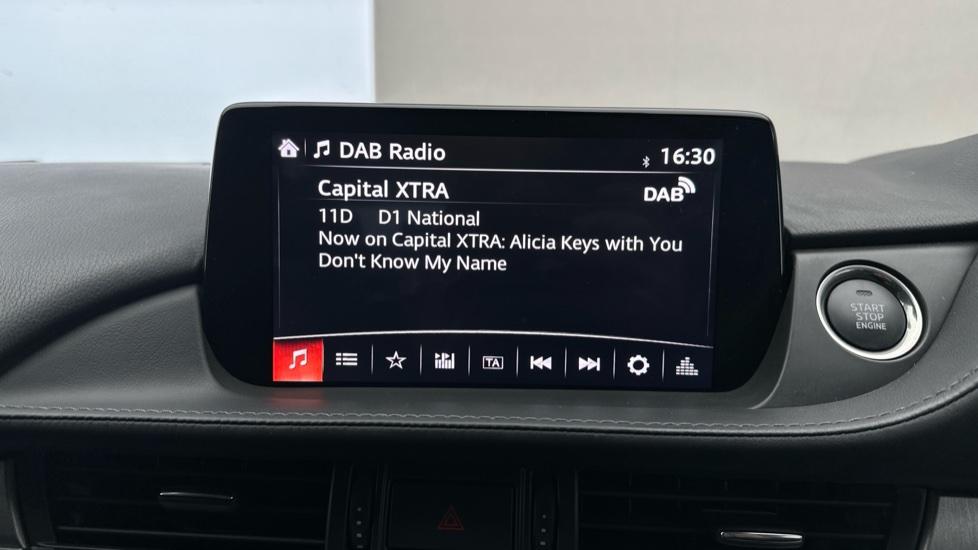 DAB Radio
16:30
Capital XTRA
DAB
11D D1 National
Now on Capital XTRA: Alicia Keys with You
Don't Know My Name
TA
START
STOP
ENGINE